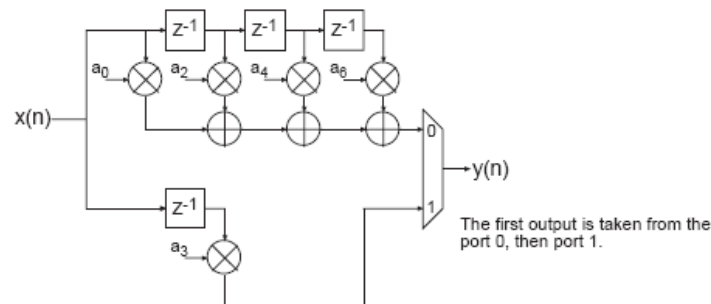 z-1 z-1 z-1
a0 a2 a4 a6
x(n)
0
y(n)
z-1
1
The first output is taken from the
port 0, then port 1.
a3